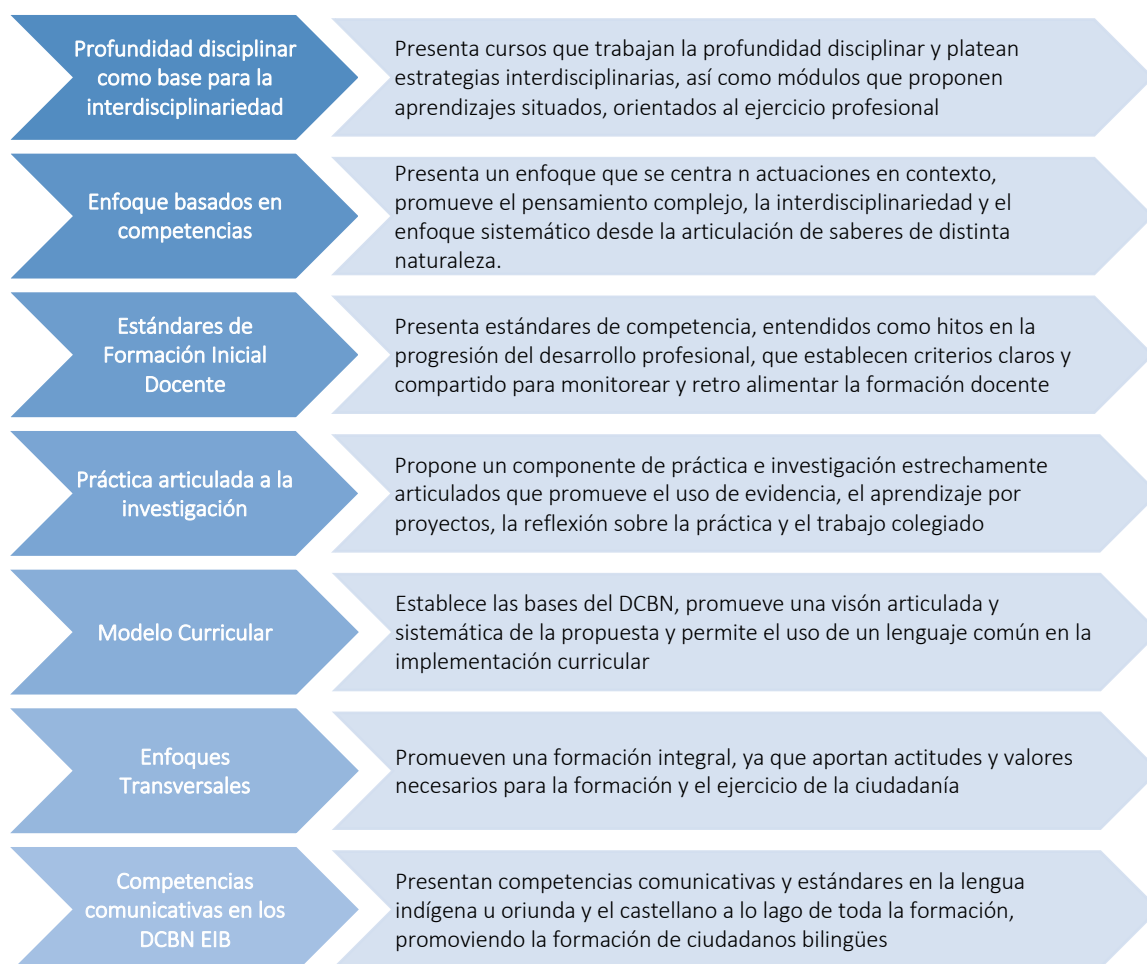 Profundidad disciplinar
como base para la
interdisciplinariedad
Presenta cursos que trabajan la profundidad disciplinar y platean
estrategias interdisciplinarias, así como módulos que proponen
aprendizajes situados, orientados al ejercicio profesional
Enfoque basados en
competencias
Presenta un enfoque que se centra n actuaciones en contexto,
promueve el pensamiento complejo, la interdisciplinariedad y el
enfoque sistemático desde la articulación de saberes de distinta
naturaleza.
Estándares de
Formación Inicial
Docente
Presenta estándares de competencia, entendidos como hitos en la
progresión del desarrollo profesional, que establecen criterios claros y
compartido para monitorear y retro alimentar la formación docente
Práctica articulada a la
investigación
Propone un componente de práctica e investigación estrechamente
articulados que promueve el uso de evidencia, el aprendizaje por
proyectos, la reflexión sobre la práctica y el trabajo colegiado
Modelo Curricular
Establece las bases del DCBN, promueve una visón articulada y
sistemática de la propuesta y permite el uso de un lenguaje común en la
implementación curricular
Enfoques
Transversales
Promueven una formación integral, ya que aportan actitudes y valores
necesarios para la formación y el ejercicio de la ciudadanía
Competencias
comunicativas en los
DCBN EIB
Presentan competencias comunicativas y estándares en la lengua
indígena u oriunda y el castellano a lo lago de toda la formación,
promoviendo la formación de ciudadanos bilingües